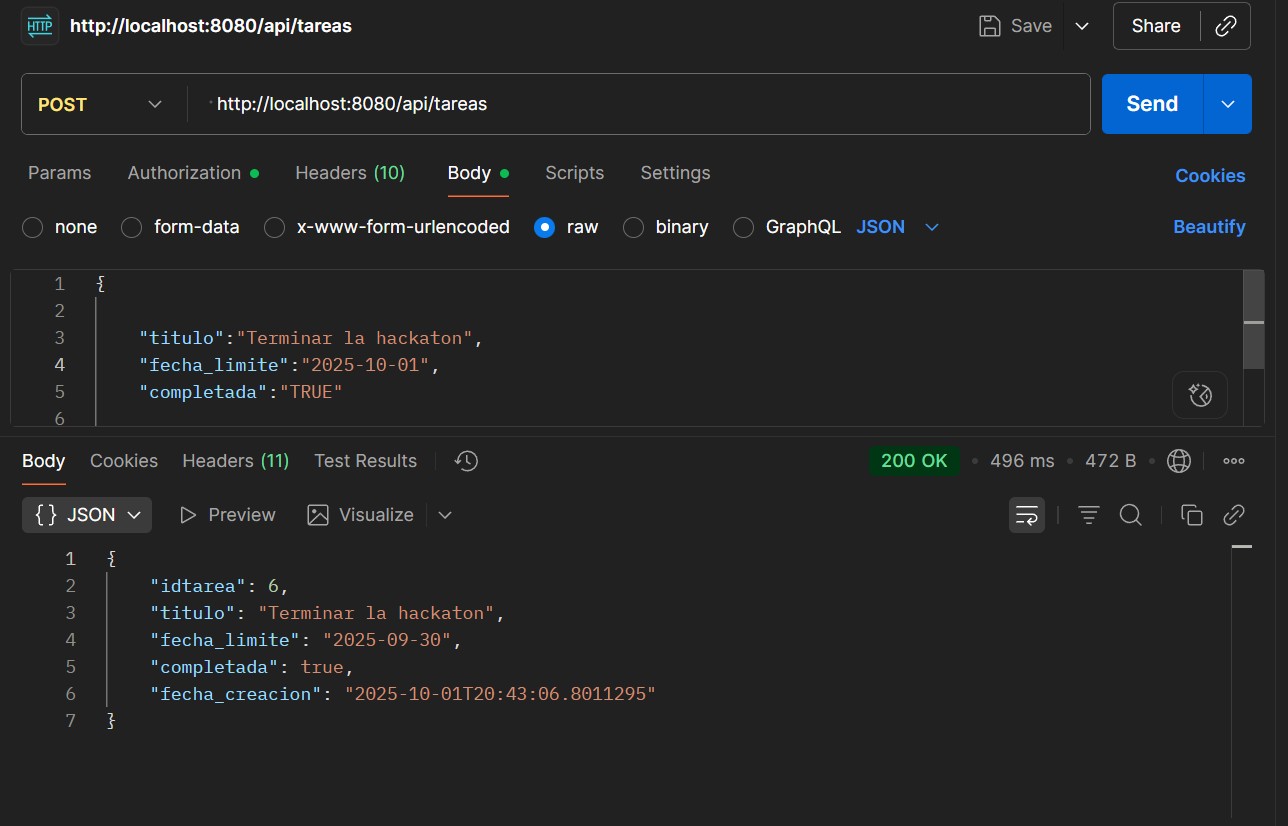 HTTP http://localhost:8080/api/tareas Save Share
POST http://localhost:8080/api/tareas Send
Params Authorization Headers (10) Body Scripts Settings Cookies
none form-data x-www-form-urlencoded raw binary GraphQL JSON Beautify
1 {
2
3 "titulo":"Terminar la hackaton",
4 "fecha_limite":"2025-10-01",
5 "completada":"TRUE"
6
Body Cookies Headers (11) Test Results 200 OK • 496 ms • 472 B •
{} JSON Preview Visualize
1 {
2 "idtarea": 6,
3 "titulo": "Terminar la hackaton",
4 "fecha_limite": "2025-09-30",
5 "completada": true,
6 "fecha_creacion": "2025-10-01T20:43:06.8011295"
7 }